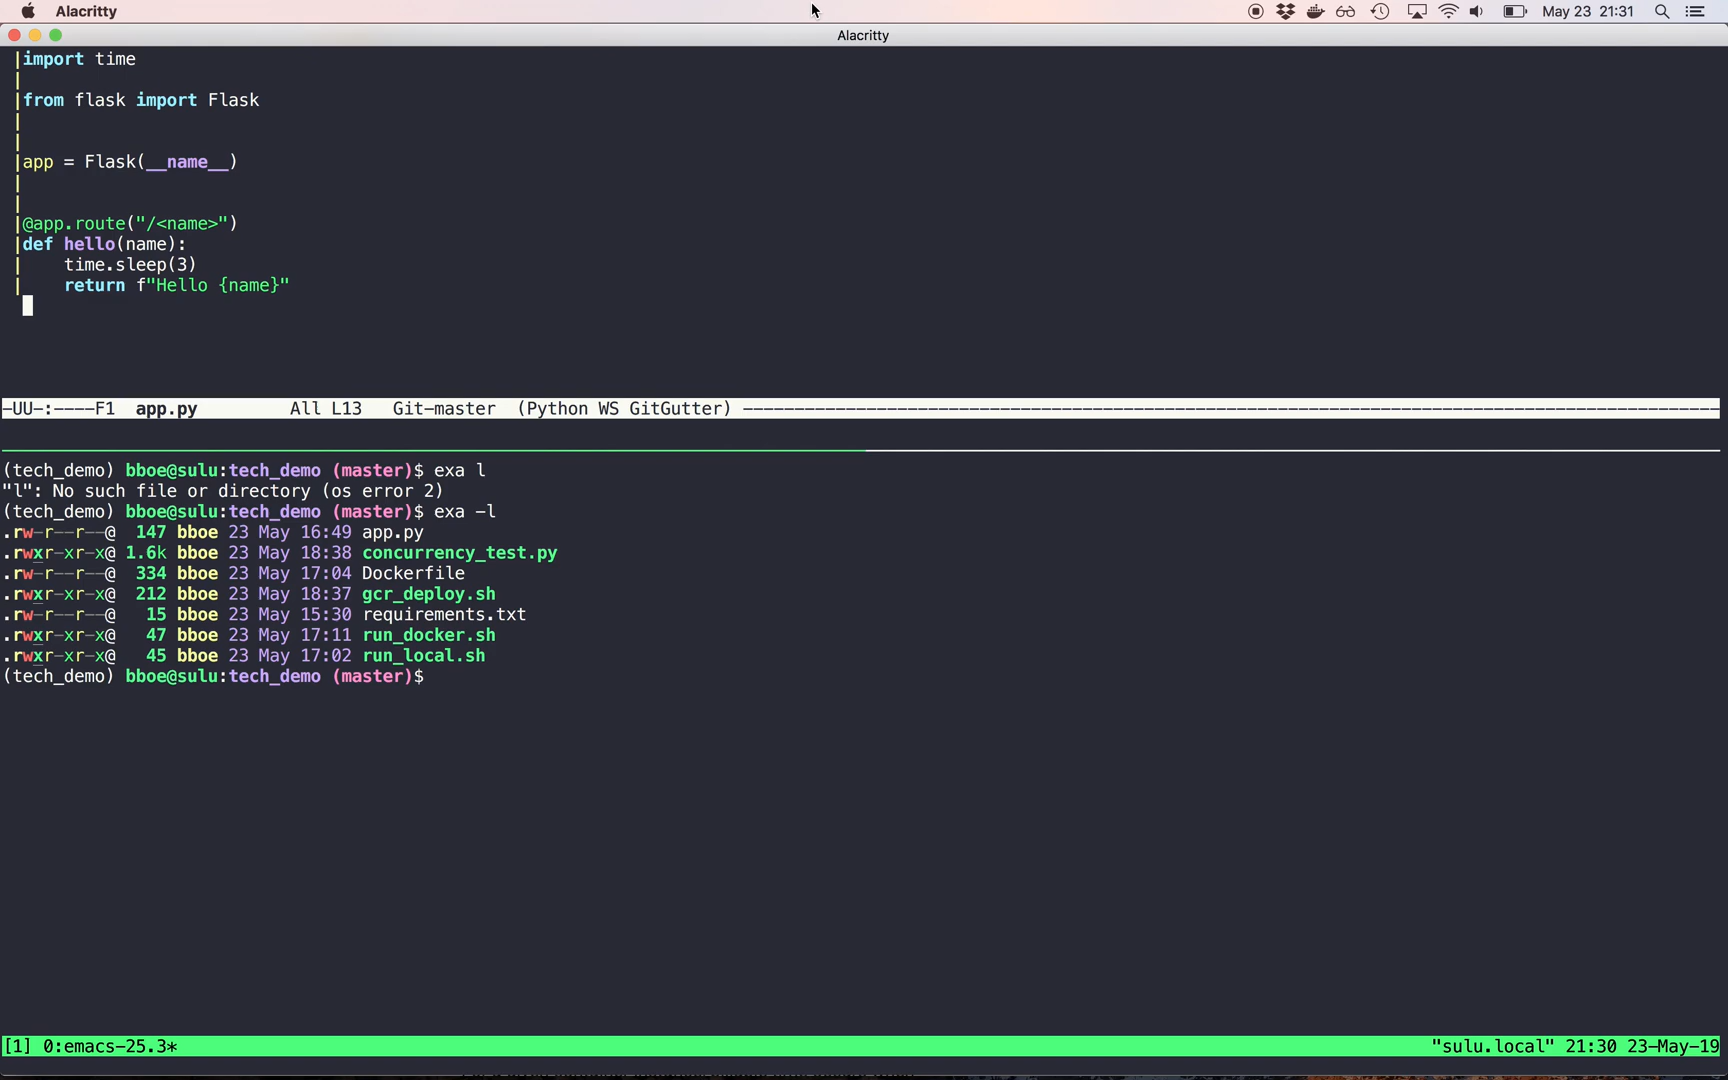 Alacritty
May 23 21:31
Alacritty
import time
from flask import Flask
app = Flask(__name__)
@app.route("/<name>")
def hello(name):
    time.sleep(3)
    return f"Hello {name}"
-UU-:----F1  app.py         All L13   Git-master  (Python WS GitGutter) -----------------------------------------------------------------------------------------------
(tech_demo) bboe@sulu:tech_demo (master)$ exa l
"l": No such file or directory (os error 2)
(tech_demo) bboe@sulu:tech_demo (master)$ exa -l
.rw-r--r--@  147 bboe 23 May 16:49 app.py
.rwxr-xr-x@ 1.6k bboe 23 May 18:38 concurrency_test.py
.rw-r--r--@  334 bboe 23 May 17:04 Dockerfile
.rwxr-xr-x@  212 bboe 23 May 18:37 gcr_deploy.sh
.rw-r--r--@   15 bboe 23 May 15:30 requirements.txt
.rwxr-xr-x@   47 bboe 23 May 17:11 run_docker.sh
.rwxr-xr-x@   45 bboe 23 May 17:02 run_local.sh
(tech_demo) bboe@sulu:tech_demo (master)$
[1] 0:emacs-25.3* "sulu.local" 21:30 23-May-19